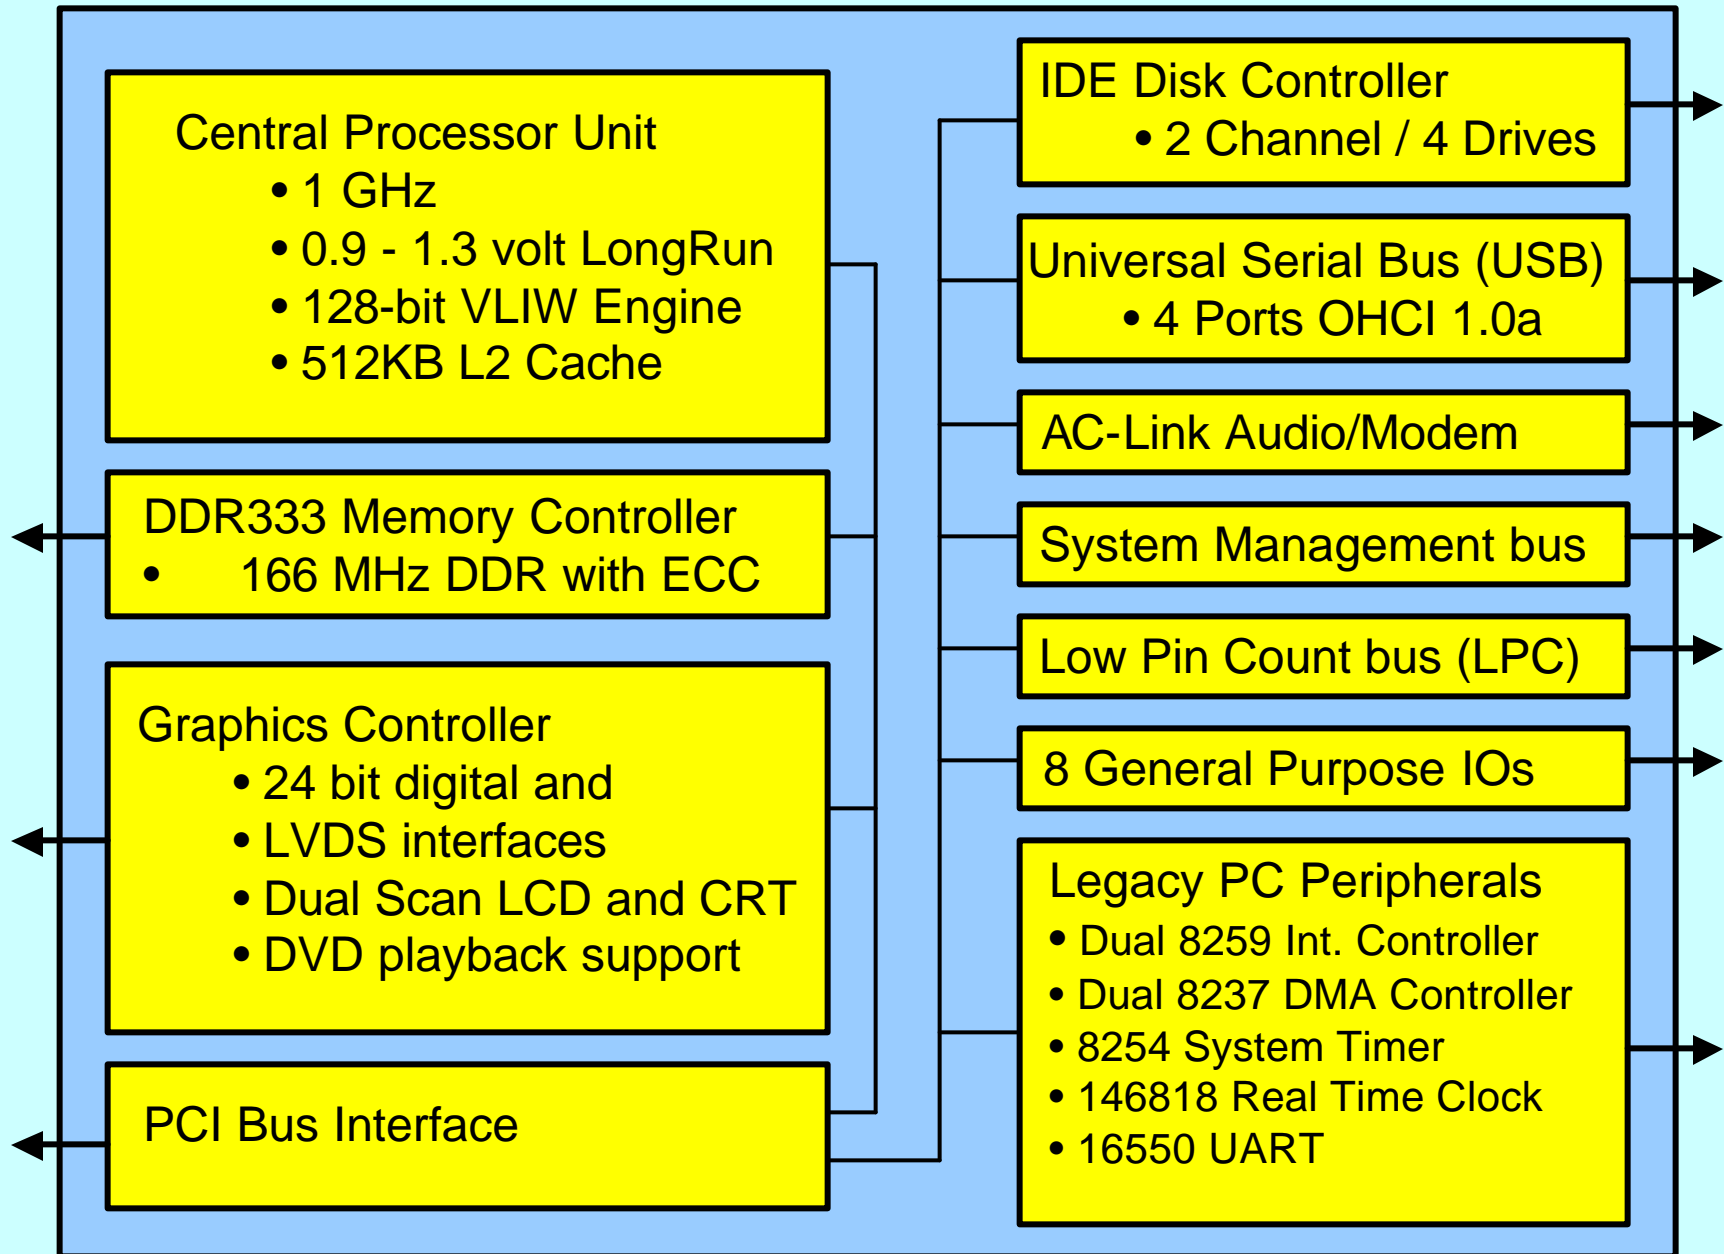 Central Processor Unit
• 1 GHz
• 0.9 - 1.3 volt LongRun
• 128-bit VLIW Engine
• 512KB L2 Cache
DDR333 Memory Controller
• 166 MHz DDR with ECC
Graphics Controller
• 24 bit digital and
• LVDS interfaces
• Dual Scan LCD and CRT
• DVD playback support
PCI Bus Interface
IDE Disk Controller
• 2 Channel / 4 Drives
Universal Serial Bus (USB)
• 4 Ports OHCI 1.0a
AC-Link Audio/Modem
System Management bus
Low Pin Count bus (LPC)
8 General Purpose IOs
Legacy PC Peripherals
• Dual 8259 Int. Controller
• Dual 8237 DMA Controller
• 8254 System Timer
• 146818 Real Time Clock
• 16550 UART